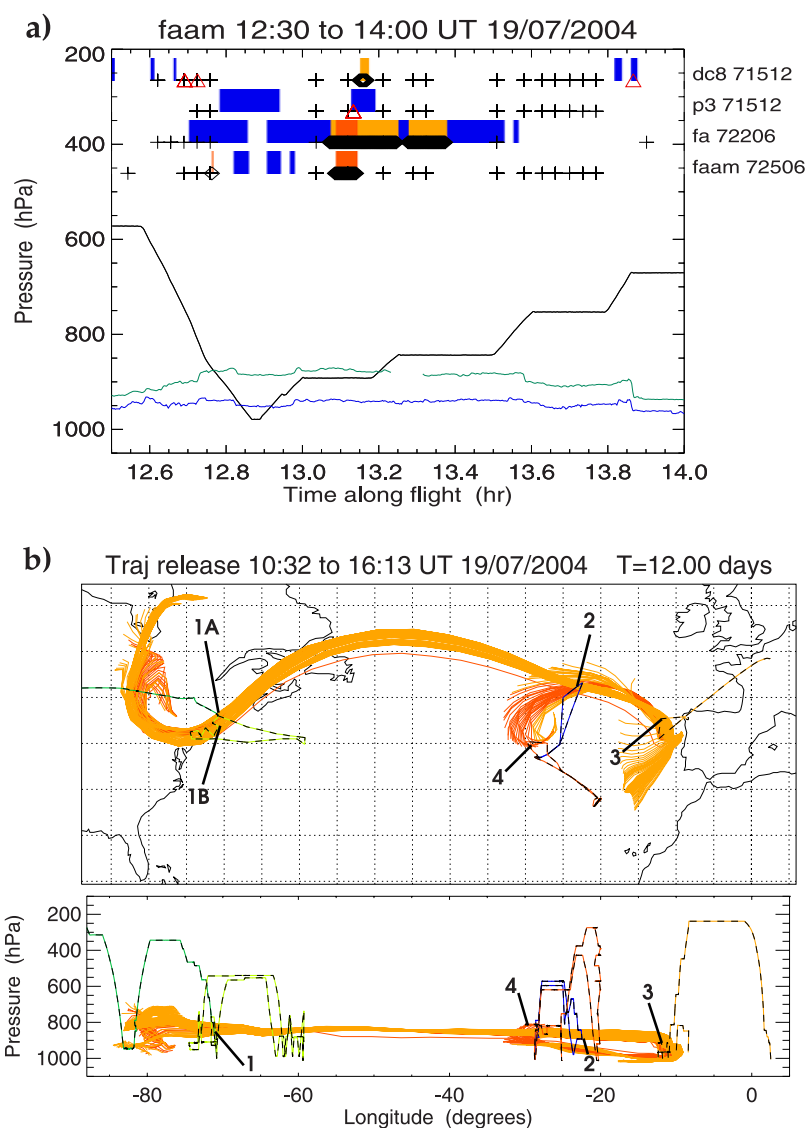 a)
faam 12:30 to 14:00 UT 19/07/2004
200
400
600
800
1000
Pressure (hPa)
dc8 71512
p3 71512
fa 72206
faam 72506
12.6 12.8 13.0 13.2 13.4 13.6 13.8 14.0
Time along flight (hr)
b)
Traj release 10:32 to 16:13 UT 19/07/2004 T=12.00 days
1A
2
3
4
1B
200
400
600
800
1000
Pressure (hPa)
4
3
1
2
-80 -60 -40 -20 0
Longitude (degrees)